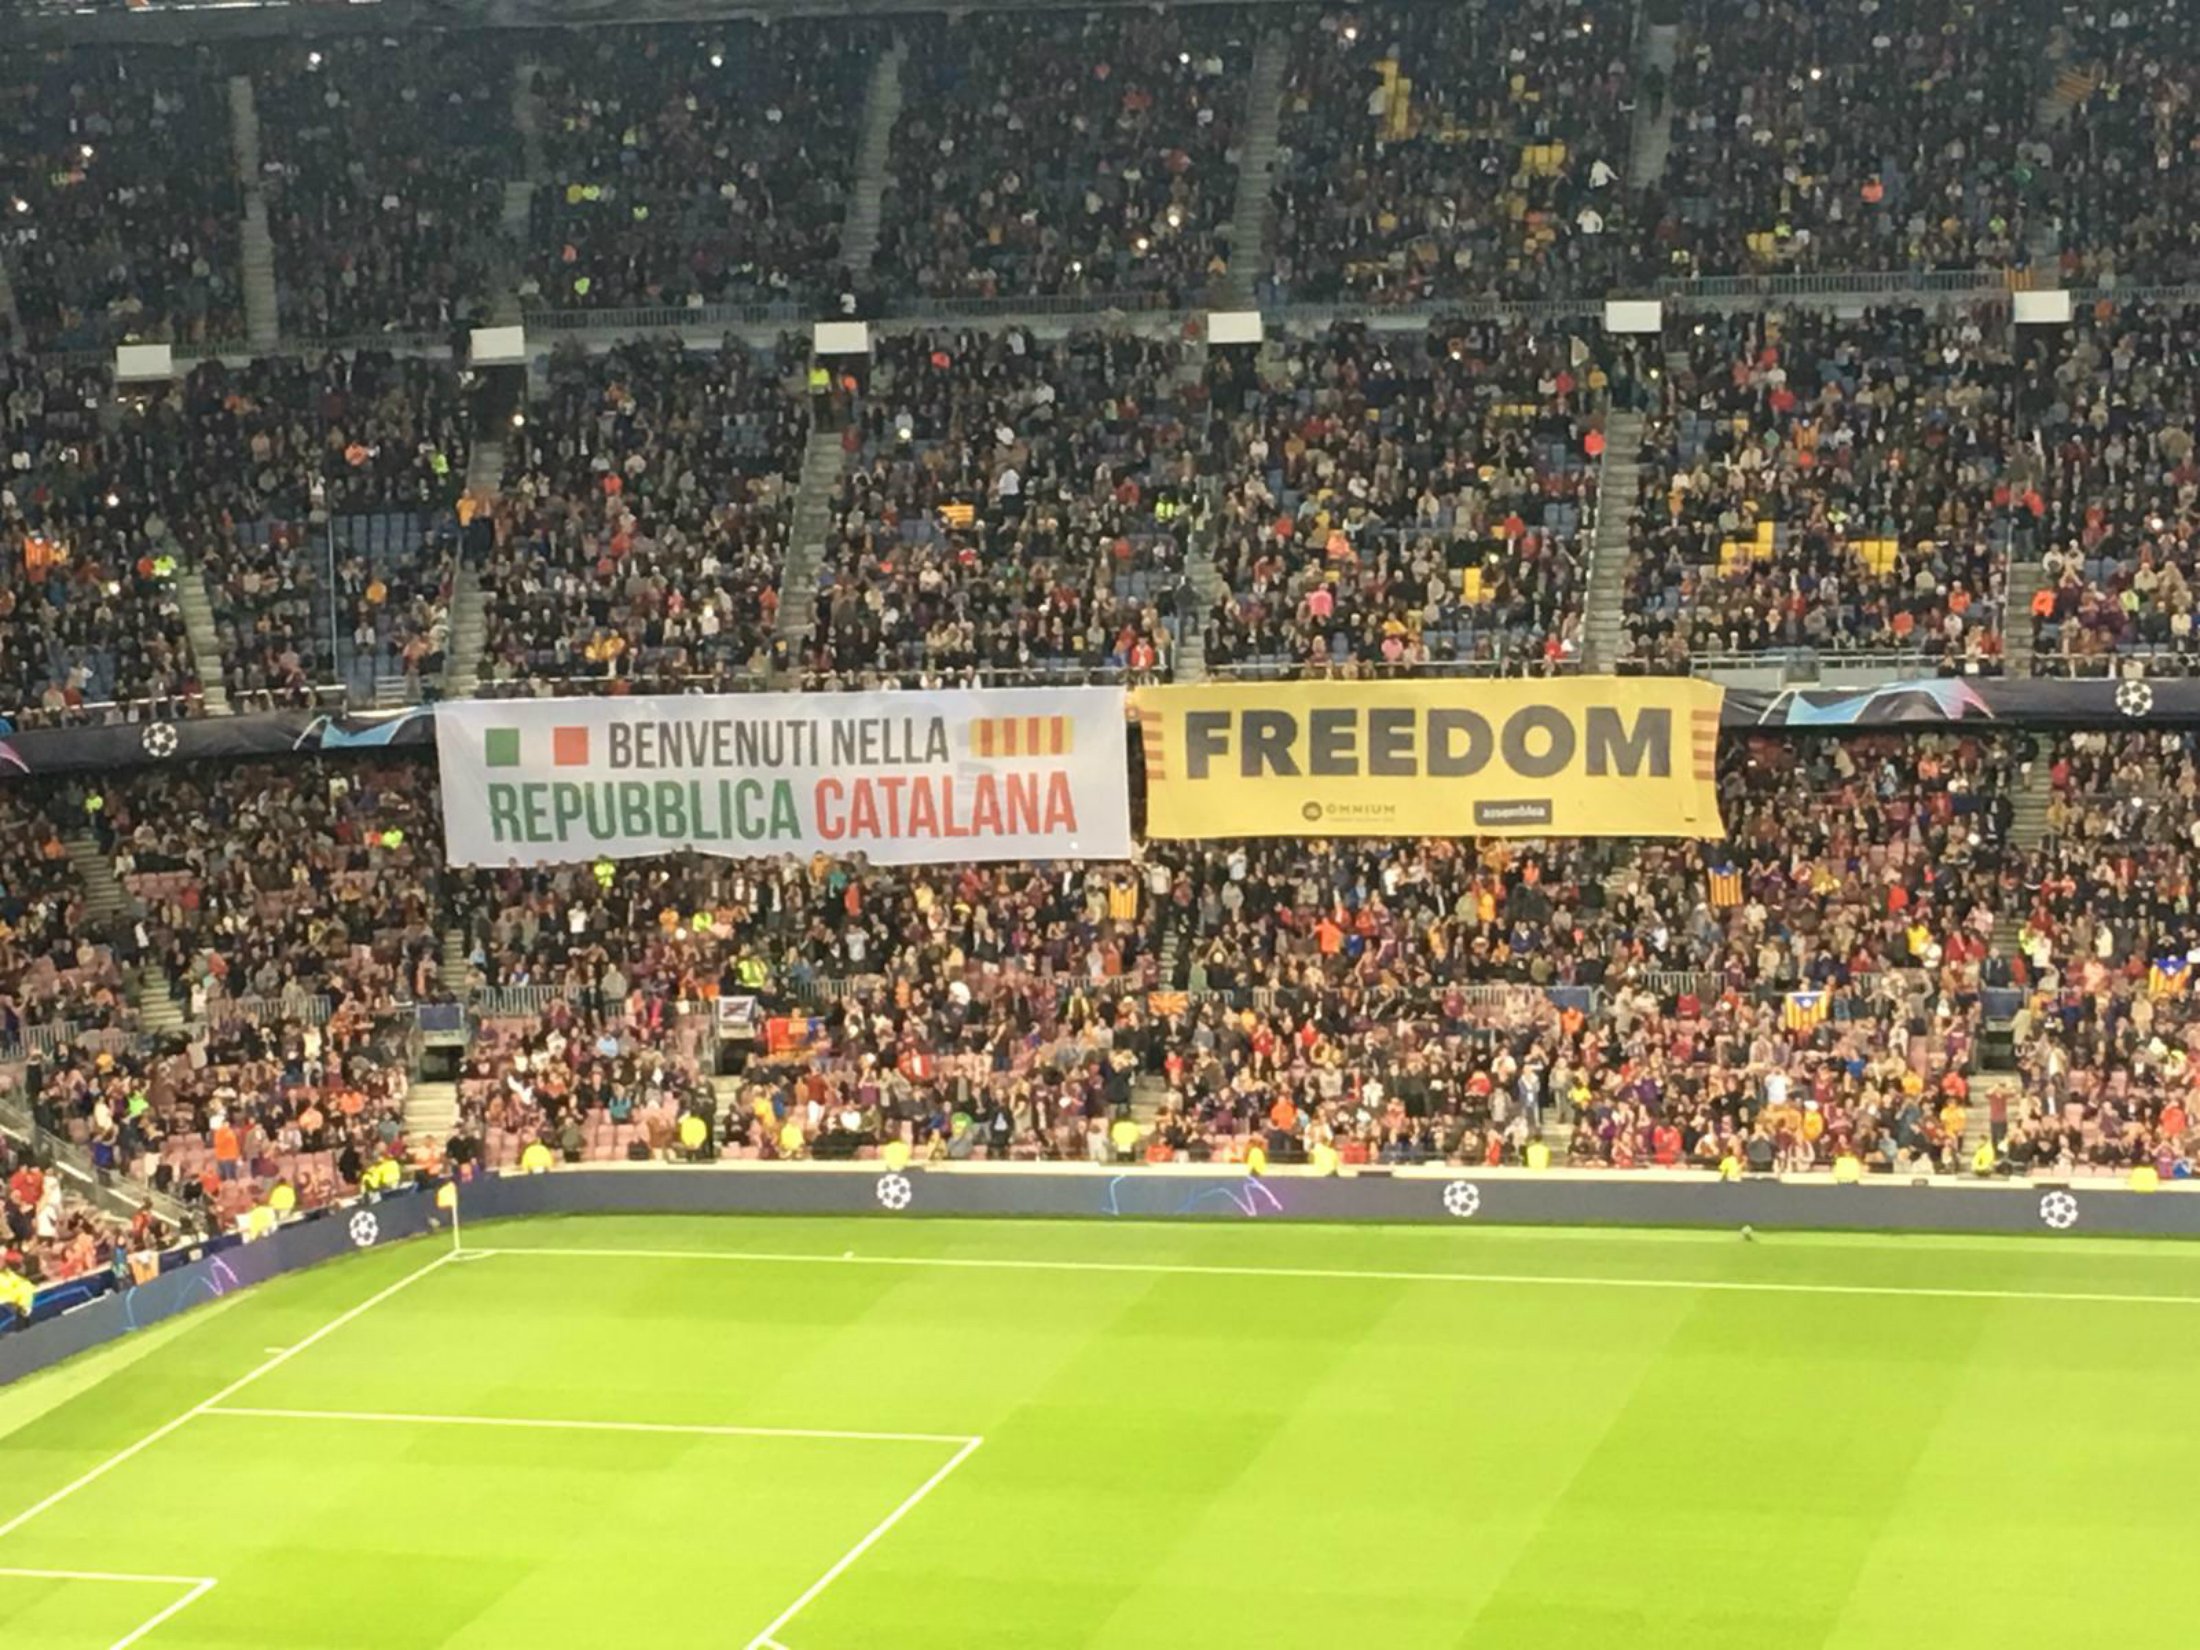 BENVENUTI NELLA
REPUBBLICA CATALANA
FREEDOM
OMNIUM
assemblea